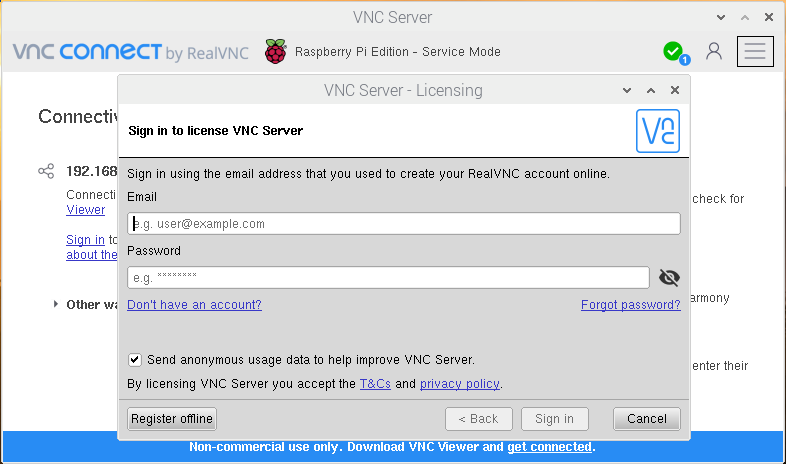 VNC Server
vnc connect by RealVNC
Raspberry Pi Edition - Service Mode
1
VNC Server - Licensing
Sign in to license VNC Server
Sign in using the email address that you used to create your RealVNC account online.
Email
e.g. user@example.com
Password
e.g. ********
Don't have an account?
Forgot password?
Send anonymous usage data to help improve VNC Server.
By licensing VNC Server you accept the T&Cs and privacy policy.
Register offline
< Back
Sign in
Cancel
192.168
Viewer
Sign in
about the
Other
check for
enter their
Non-commercial use only. Download VNC Viewer and get connected.